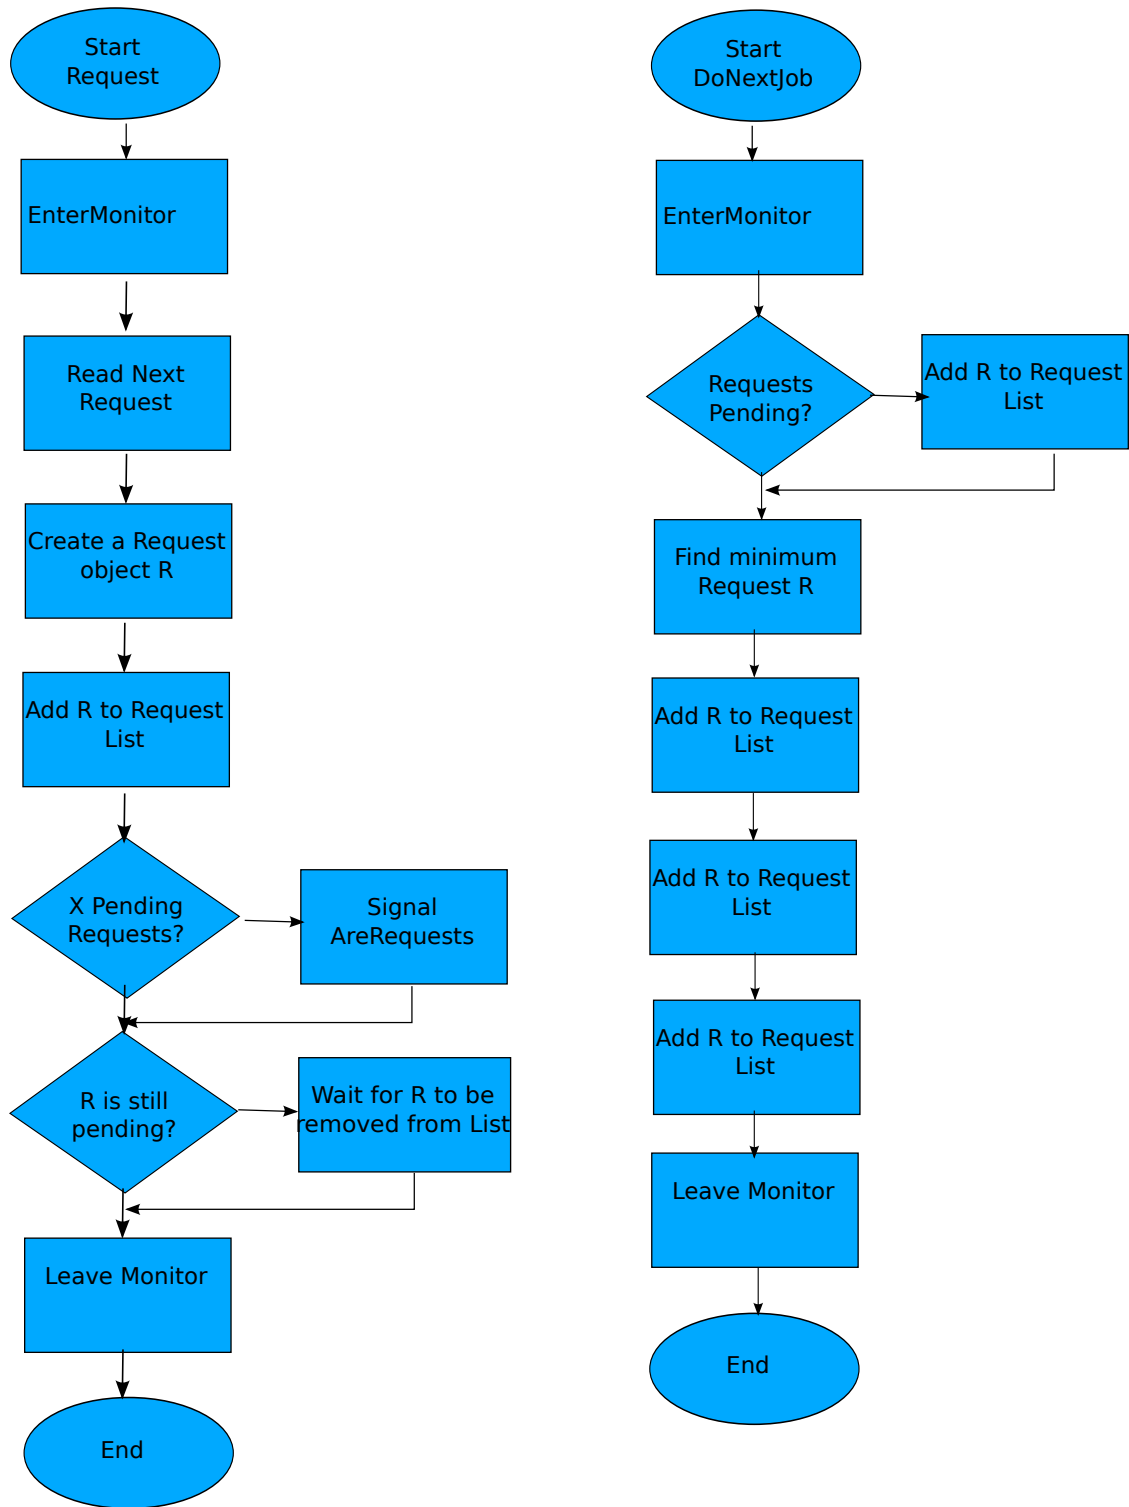 Start
Request
EnterMonitor
Read Next
Request
Create a Request
object R
Add R to Request
List
X Pending
Requests?
Signal
AreRequests
R is still
pending?
Wait for R to be
removed from List
Leave Monitor
End
Start
DoNextJob
EnterMonitor
Requests
Pending?
Add R to Request
List
Find minimum
Request R
Add R to Request
List
Add R to Request
List
Add R to Request
List
Leave Monitor
End